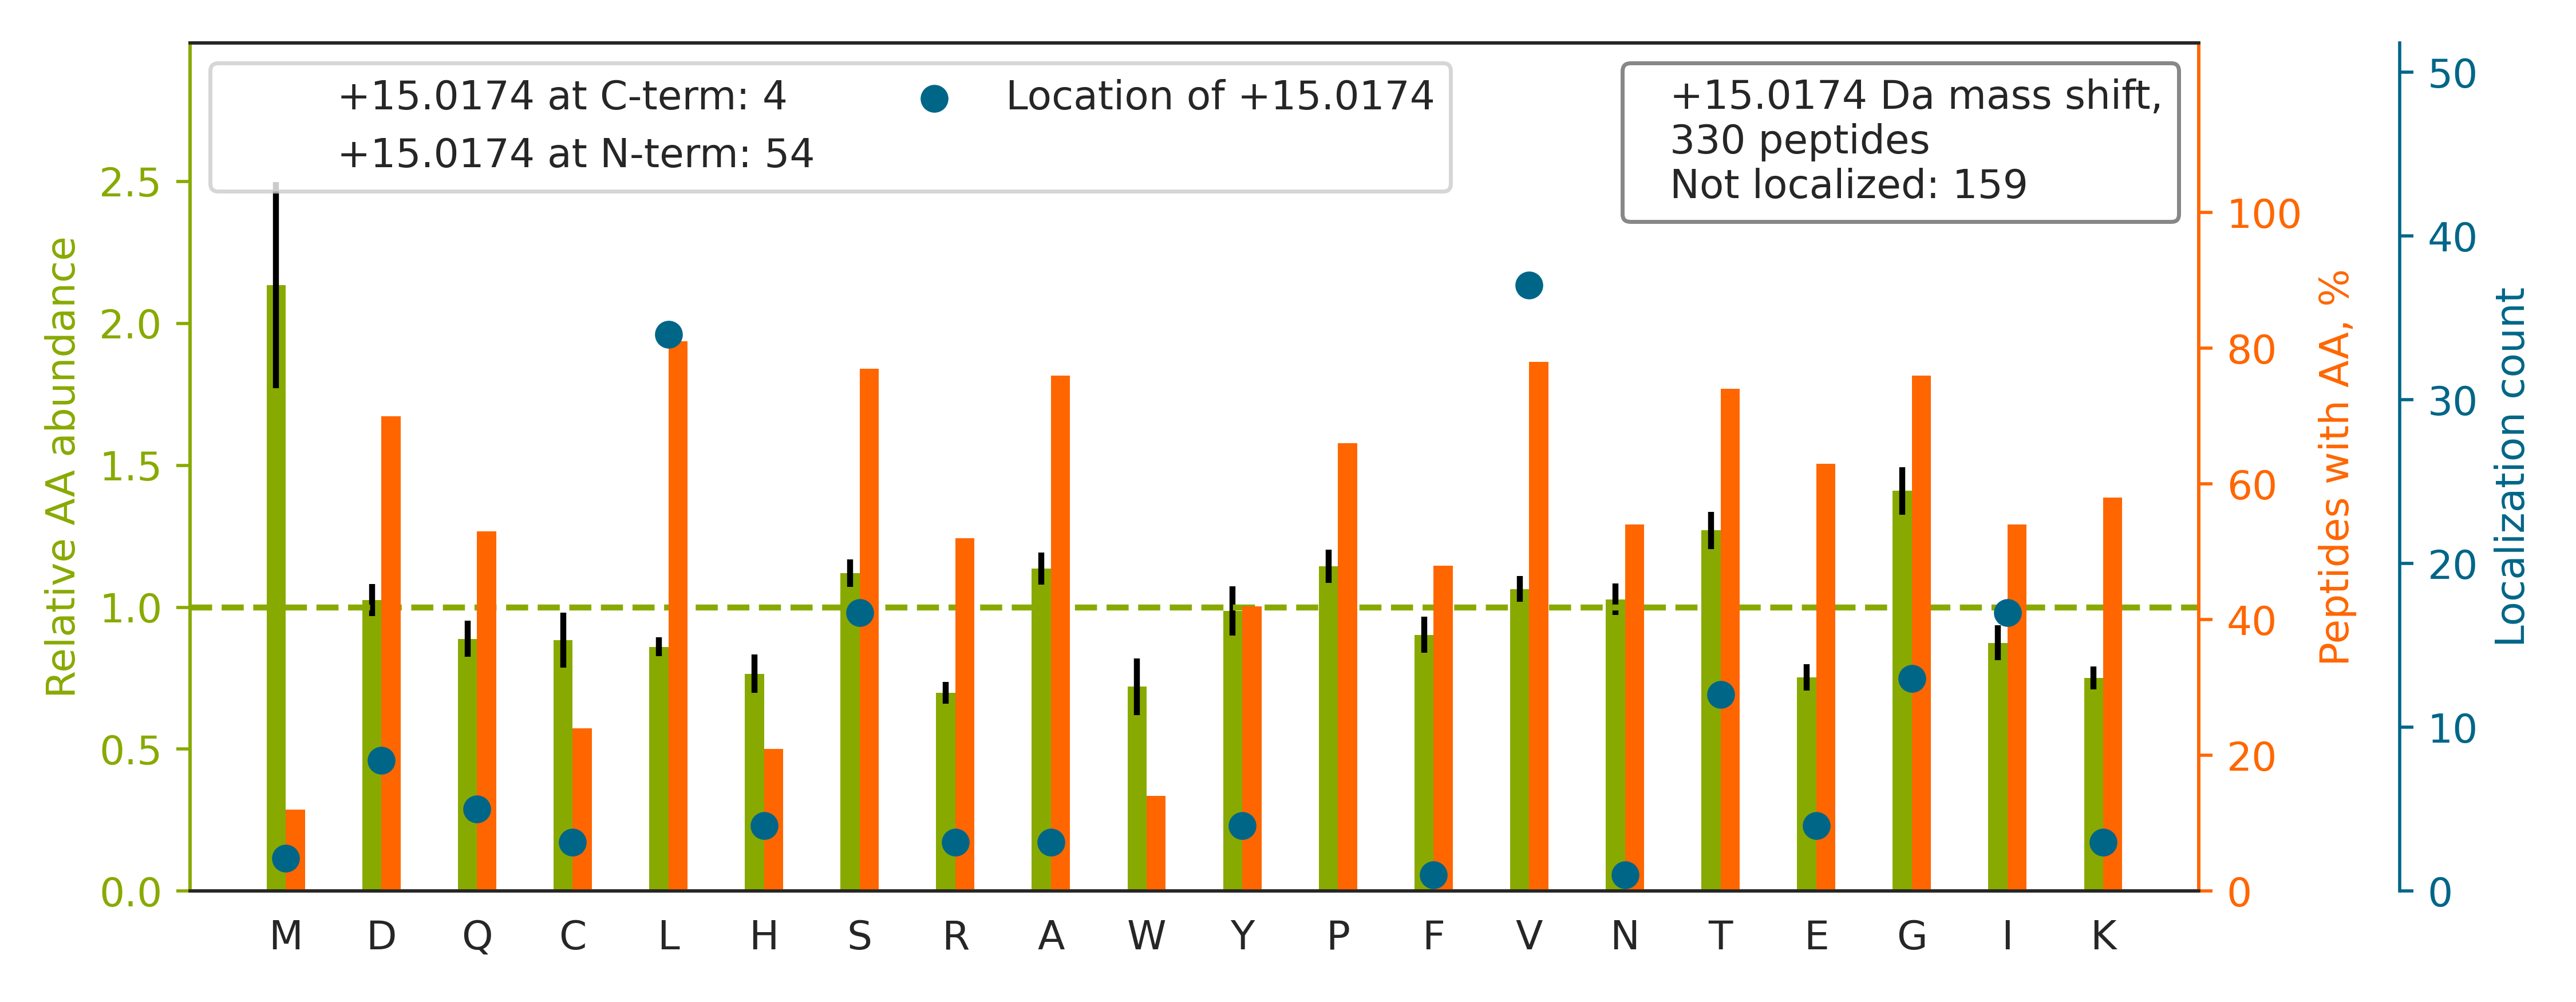 +15.0174 at C-term: 4
+15.0174 at N-term: 54
Location of +15.0174
+15.0174 Da mass shift,
330 peptides
Not localized: 159
Relative AA abundance
2.5
2.0
1.5
1.0
0.5
0.0
M D Q C L H S R A W Y P F V N T E G I K
100
80
60
40
20
0
Peptides with AA, %
50
40
30
20
10
0
Localization count